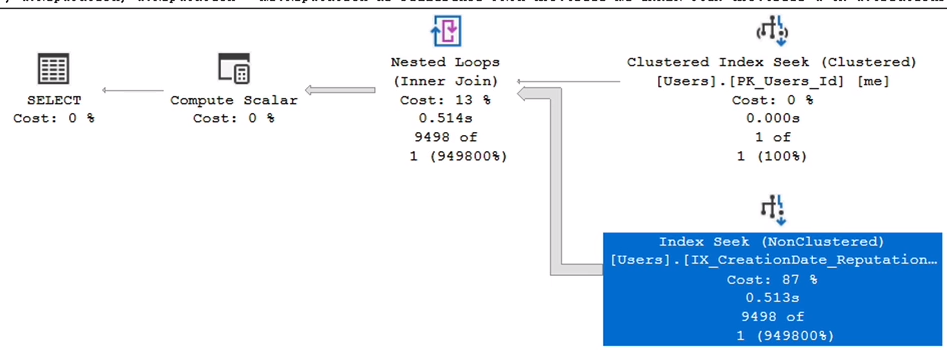 SELECT
Cost: 0 %
Compute Scalar
Cost: 0 %
Nested Loops
(Inner Join)
Cost: 13 %
0.514s
9498 of
1 (949800%)
Clustered Index Seek (Clustered)
[Users].[PK_Users_Id] [me]
Cost: 0 %
0.000s
1 of
1 (100%)
Index Seek (NonClustered)
[Users].[IX_CreationDate_Reputation…
Cost: 87 %
0.513s
9498 of
1 (949800%)